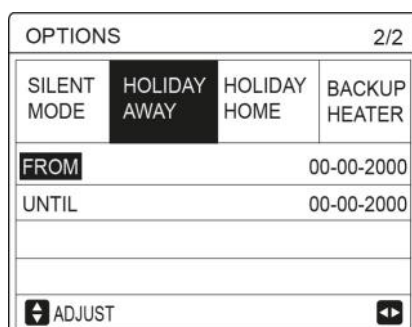 OPTIONS 2/2
SILENT MODE HOLIDAY AWAY HOLIDAY HOME BACKUP HEATER
FROM 00-00-2000
UNTIL 00-00-2000
ADJUST